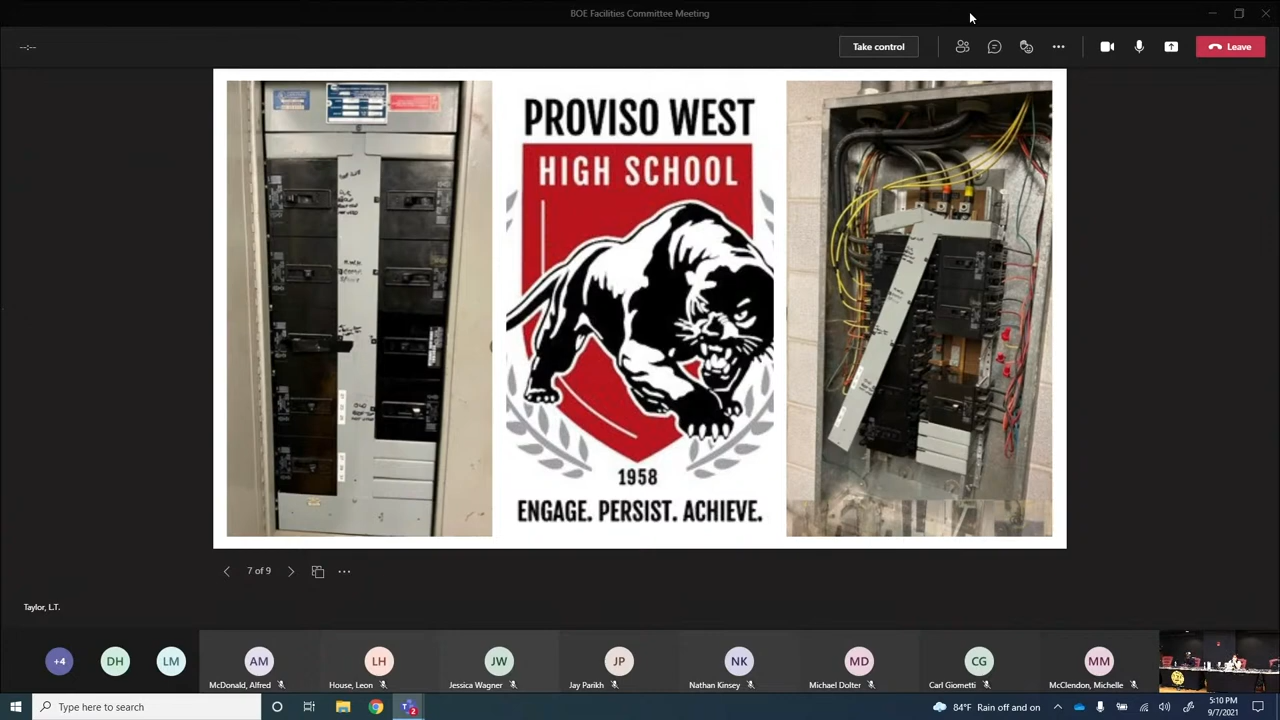 BOE Facilities Committee Meeting
--:--
Take control
Leave
PROVISO WEST
HIGH SCHOOL
1958
ENGAGE. PERSIST. ACHIEVE.
7 of 9
Taylor, L.T.
+4
DH
LM
AM
LH
JW
JP
NK
MD
CG
MM
McDonald, Alfred
House, Leon
Jessica Wagner
Jay Parikh
Nathan Kinsey
Michael Dolter
Carl Giometti
McClendon, Michelle
Type here to search
2
84°F Rain off and on
5:10 PM
9/7/2021